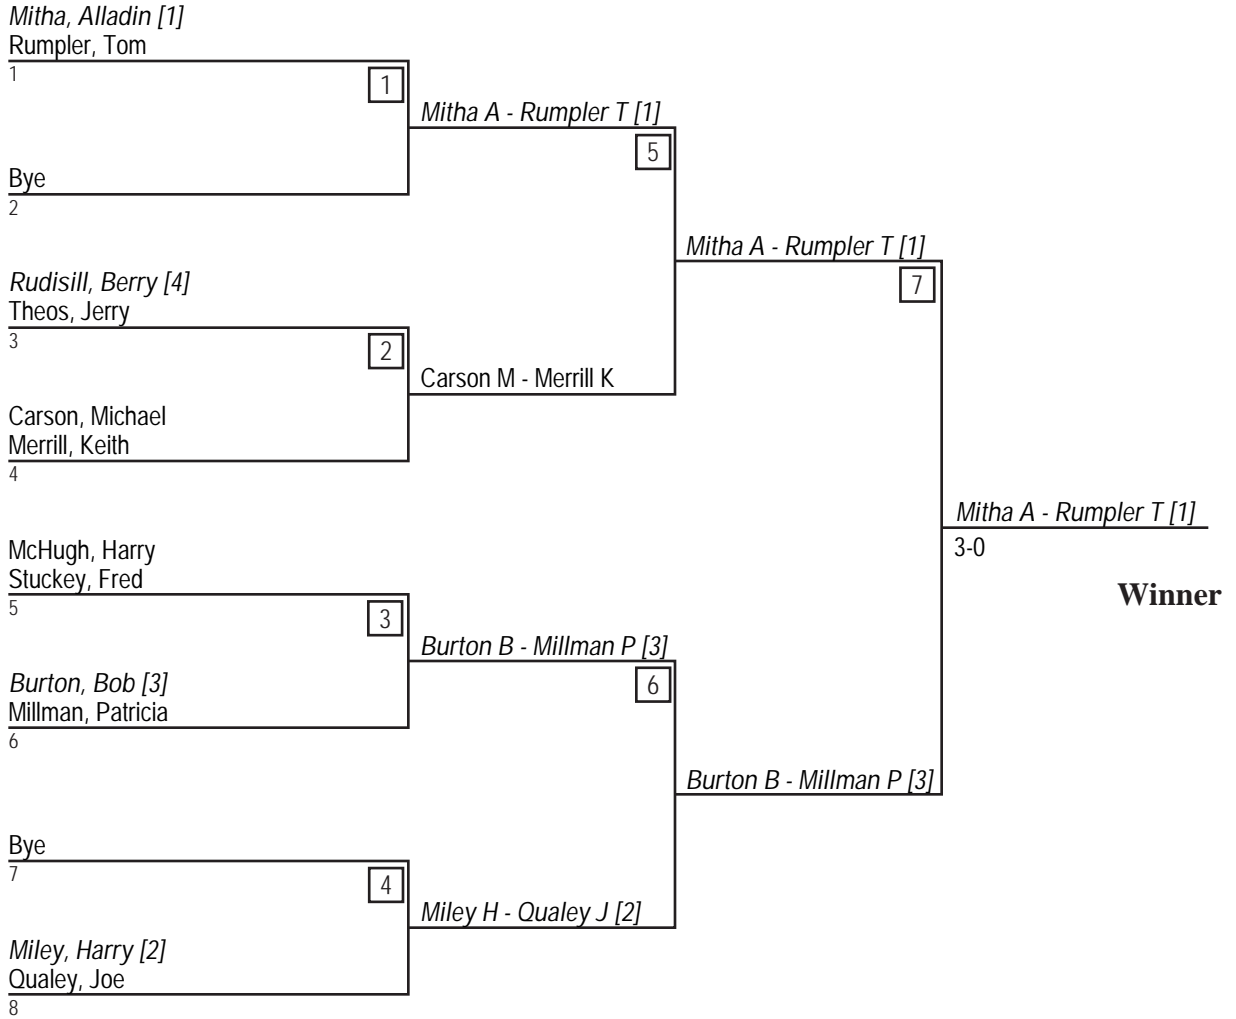 Mitha, Alladin [1]
Rumpler, Tom
1
1
Mitha A - Rumpler T [1]
5
Bye
2
Mitha A - Rumpler T [1]
7
Rudisill, Berry [4]
Theos, Jerry
3
2
Carson M - Merrill K
Carson, Michael
Merrill, Keith
4
Mitha A - Rumpler T [1]
3-0
Winner
McHugh, Harry
Stuckey, Fred
5
3
Burton B - Millman P [3]
6
Burton, Bob [3]
Millman, Patricia
6
Burton B - Millman P [3]
Bye
7
4
Miley H - Qualey J [2]
Miley, Harry [2]
Qualey, Joe
8